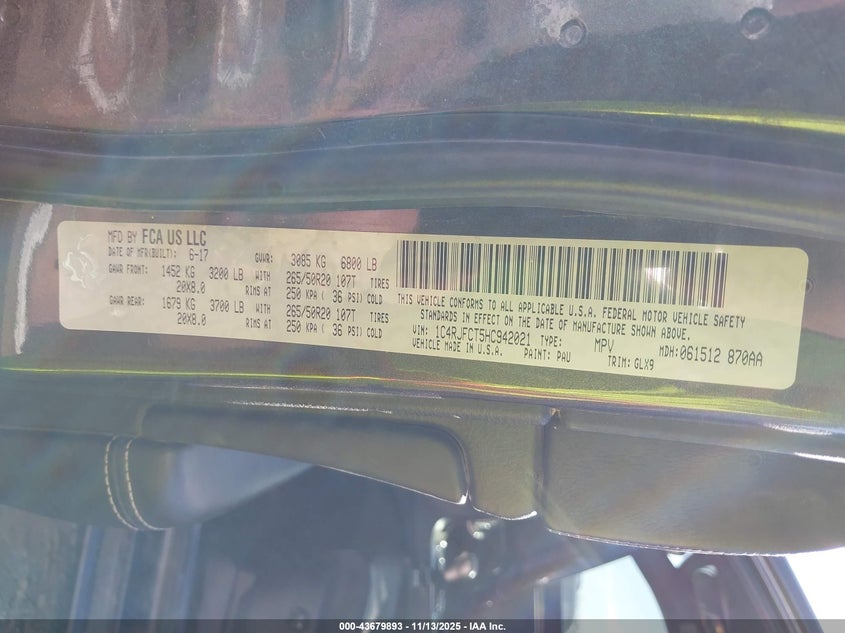 MFD BY FCA US LLC
DATE OF MFR(BUILT): 6-17 GVWR: 3085 KG 6800 LB
GAWR FRONT: 1452 KG 3200 LB WITH 265/50R20 107T TIRES
20X8.0 RIMS AT 250 KPA ( 36 PSI) COLD
GAWR REAR: 1679 KG 3700 LB WITH 265/50R20 107T TIRES
20X8.0 RIMS AT 250 KPA ( 36 PSI) COLD
THIS VEHICLE CONFORMS TO ALL APPLICABLE U.S.A. FEDERAL MOTOR VEHICLE SAFETY
STANDARDS IN EFFECT ON THE DATE OF MANUFACTURE SHOWN ABOVE.
VIN: 1C4RJFCT5HC942021 TYPE: MPV MDH:061512 870AA
VEHICLE MADE IN U.S.A. PAINT: PAU TRIM: GLX9
000-43679893 - 11/13/2025 - IAA Inc.